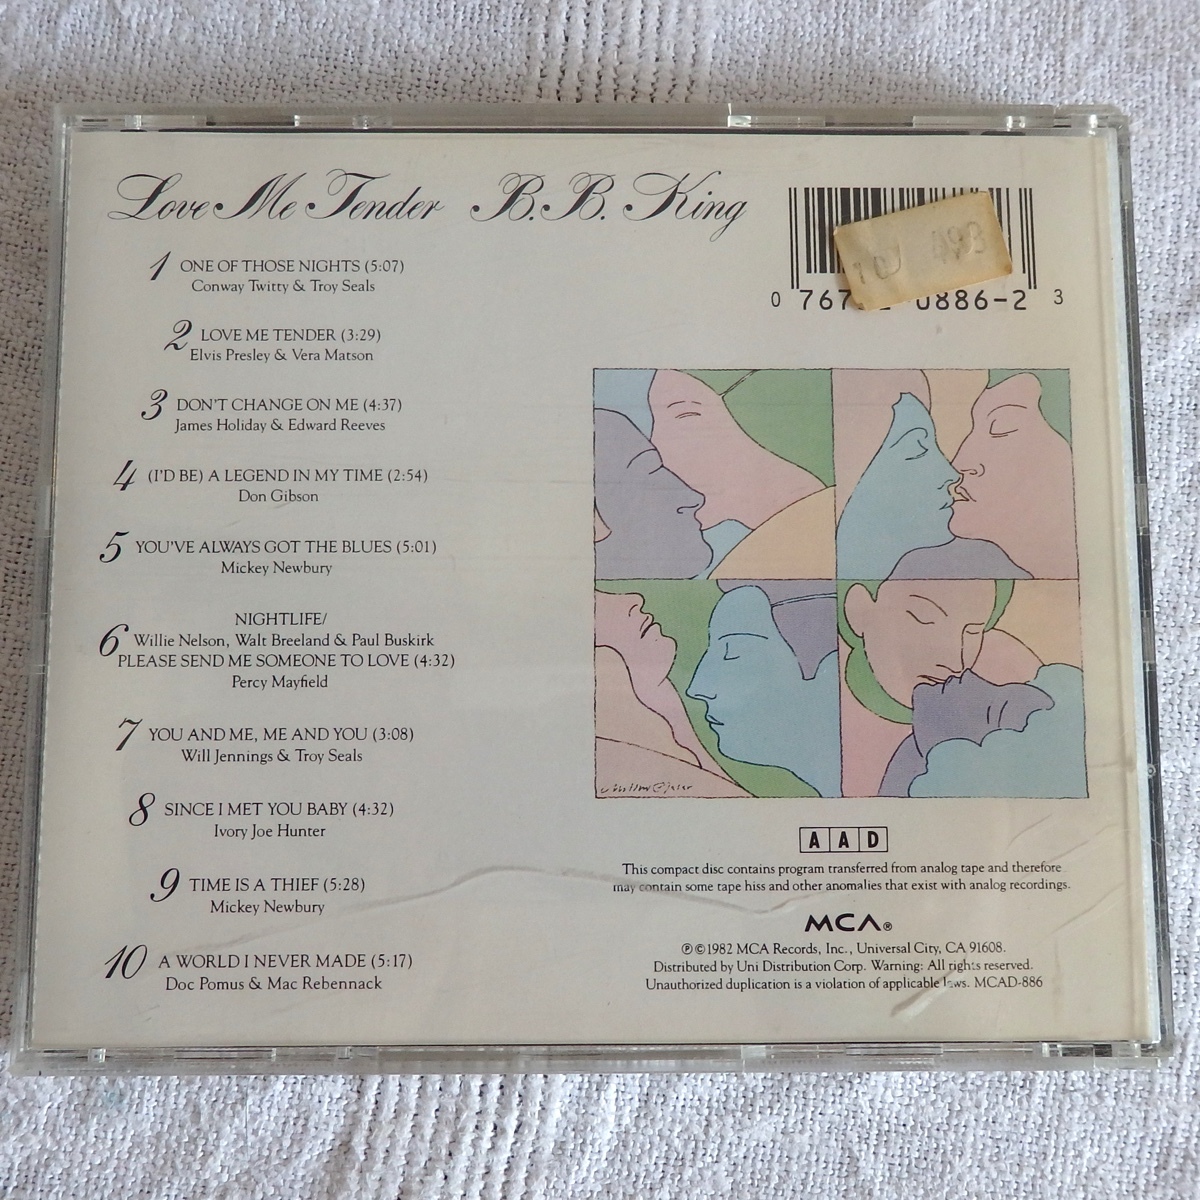 Love Me Tender B.B. King
1 ONE OF THOSE NIGHTS (5:07)
Conway Twitty & Troy Seals
2 LOVE ME TENDER (3:29)
Elvis Presley & Vera Matson
3 DON'T CHANGE ON ME (4:37)
James Holiday & Edward Reeves
4 (I'D BE) A LEGEND IN MY TIME (2:54)
Don Gibson
5 YOU'VE ALWAYS GOT THE BLUES (5:01)
Mickey Newbury
NIGHTLIFE/
6 Willie Nelson, Walt Breeland & Paul Buskirk
PLEASE SEND ME SOMEONE TO LOVE (4:32)
Percy Mayfield
7 YOU AND ME, ME AND YOU (3:08)
Will Jennings & Troy Seals
8 SINCE I MET YOU BABY (4:32)
Ivory Joe Hunter
9 TIME IS A THIEF (5:28)
Mickey Newbury
10 A WORLD I NEVER MADE (5:17)
Doc Pomus & Mac Rebennack
0 767 0886-2 3
AAD
This compact disc contains program transferred from analog tape and therefore
may contain some tape hiss and other anomalies that exist with analog recordings.
MCA®
℗©1982 MCA Records, Inc., Universal City, CA 91608.
Distributed by Uni Distribution Corp. Warning: All rights reserved.
Unauthorized duplication is a violation of applicable laws. MCAD-886